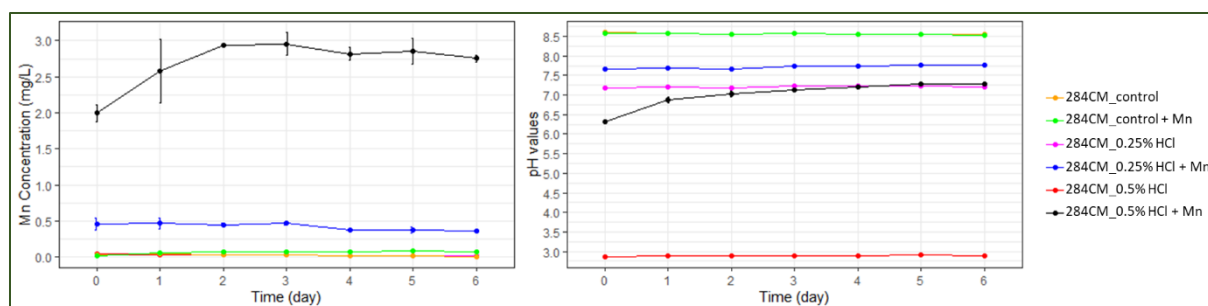 Mn Concentration (mg/L)
3.0
2.5
2.0
1.5
1.0
0.5
0.0
0 1 2 3 4 5 6
Time (day)
pH values
8.5
8.0
7.5
7.0
6.5
6.0
5.5
5.0
4.5
4.0
3.5
3.0
0 1 2 3 4 5 6
Time (day)
284CM_control
284CM_control + Mn
284CM_0.25% HCl
284CM_0.25% HCl + Mn
284CM_0.5% HCl
284CM_0.5% HCl + Mn